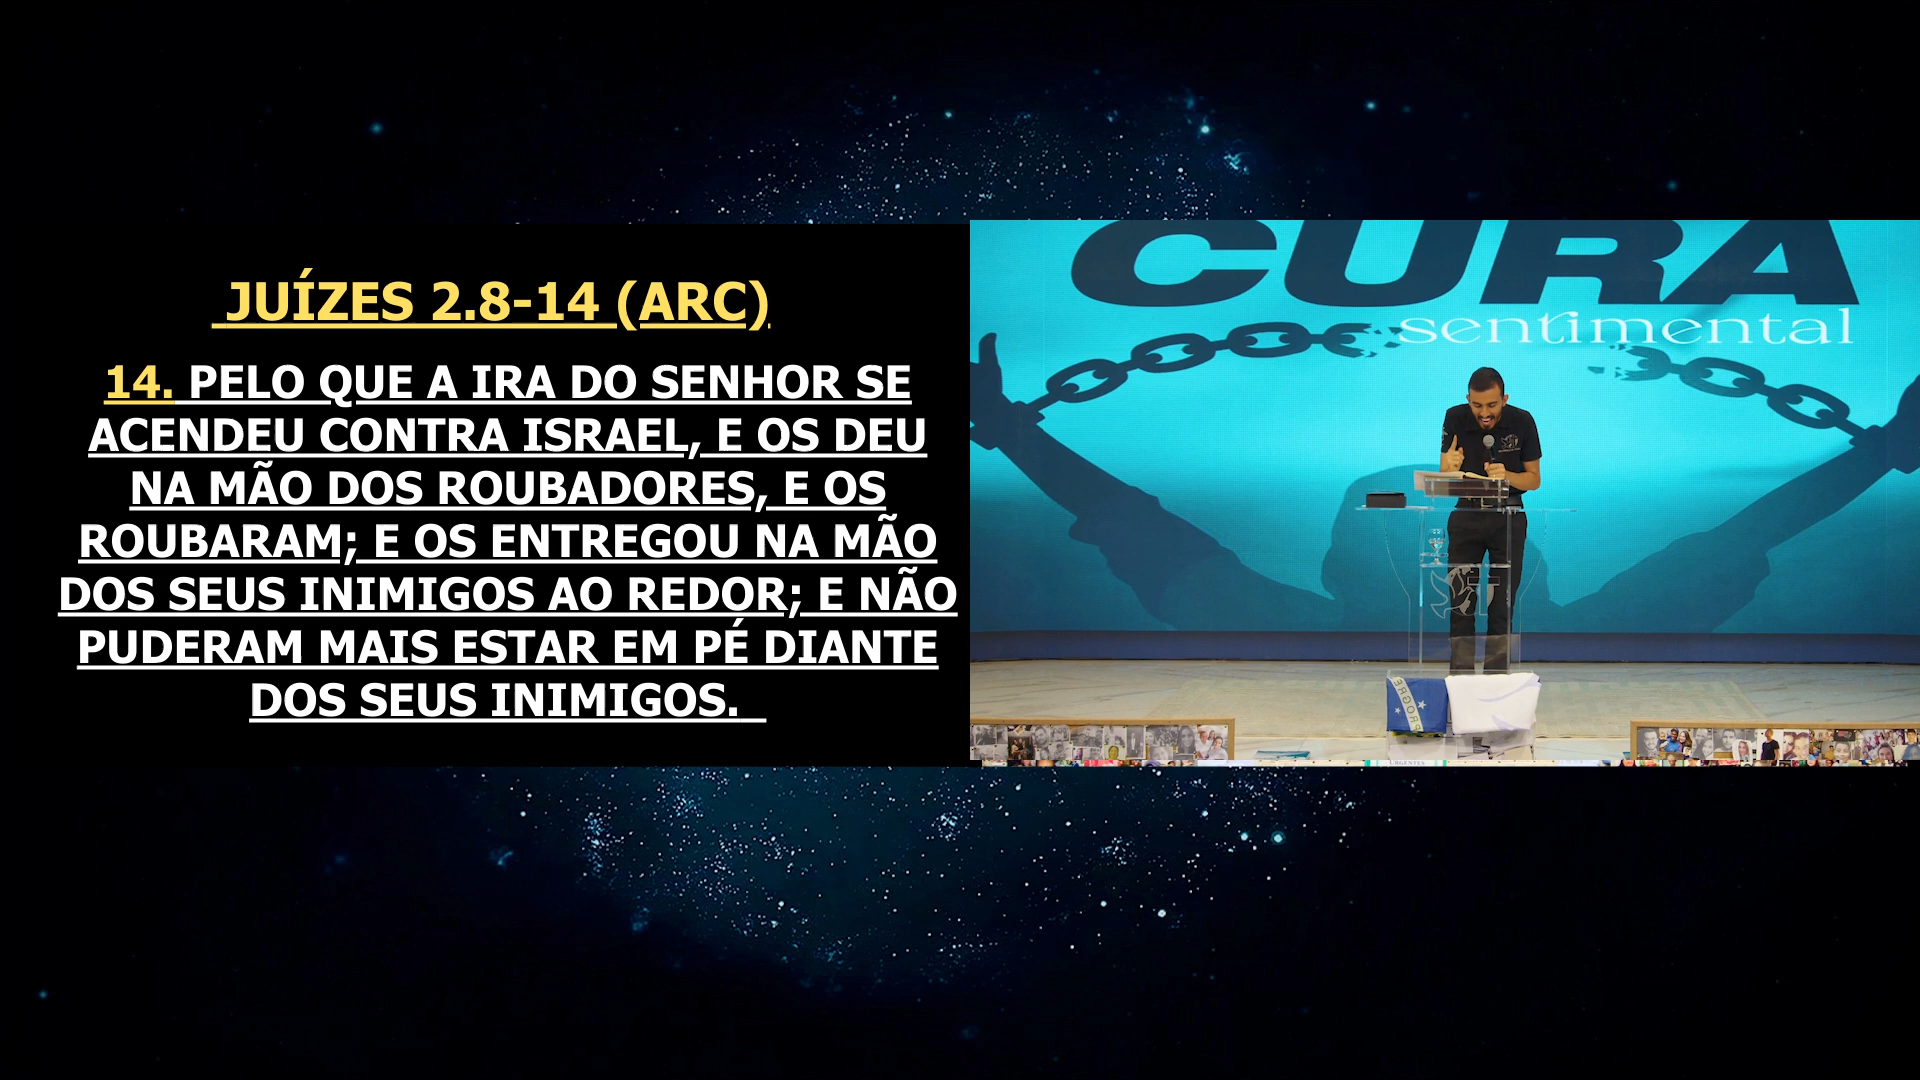 JUÍZES 2.8-14 (ARC)
14. PELO QUE A IRA DO SENHOR SE
ACENDEU CONTRA ISRAEL, E OS DEU
NA MÃO DOS ROUBADORES, E OS
ROUBARAM; E OS ENTREGOU NA MÃO
DOS SEUS INIMIGOS AO REDOR; E NÃO
PUDERAM MAIS ESTAR EM PÉ DIANTE
DOS SEUS INIMIGOS.
CURA
sentimental
PROGRE
URGENTES